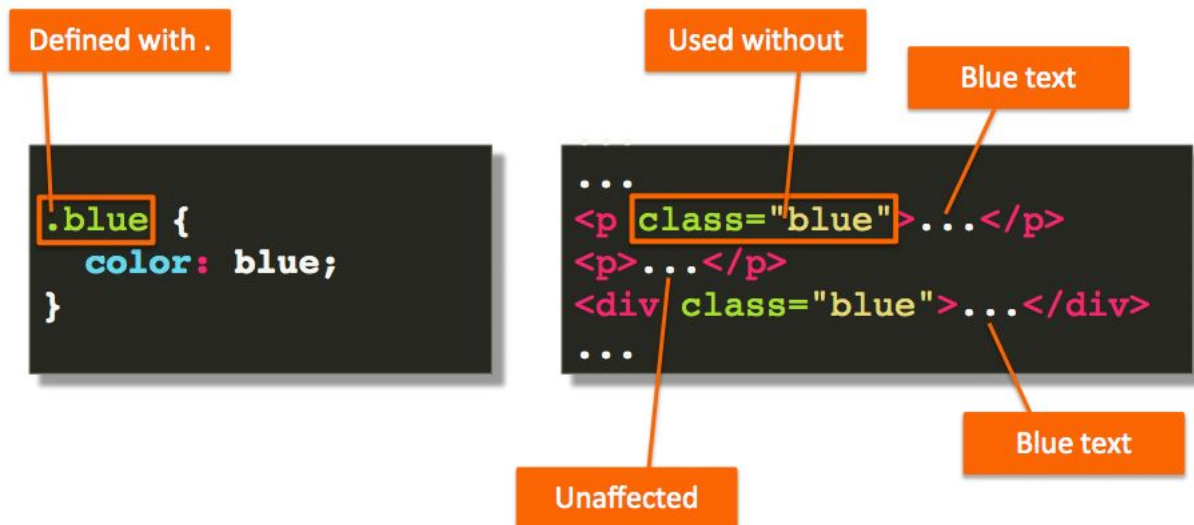 Defined with .
Used without
Blue text
.blue {
color: blue;
}
...
<p class="blue">...</p>
<p>...</p>
<div class="blue">...</div>
...
Blue text
Unaffected